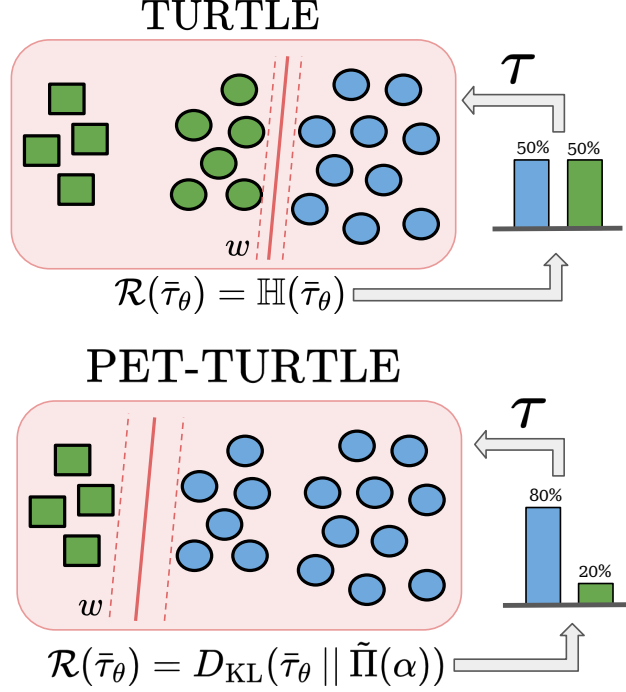 TURTLE
τ
50% 50%
w
𝓡(τ̄_θ) = ℍ(τ̄_θ)
PET-TURTLE
τ
80%
20%
w
𝓡(τ̄_θ) = D_KL(τ̄_θ || Π̃(α))